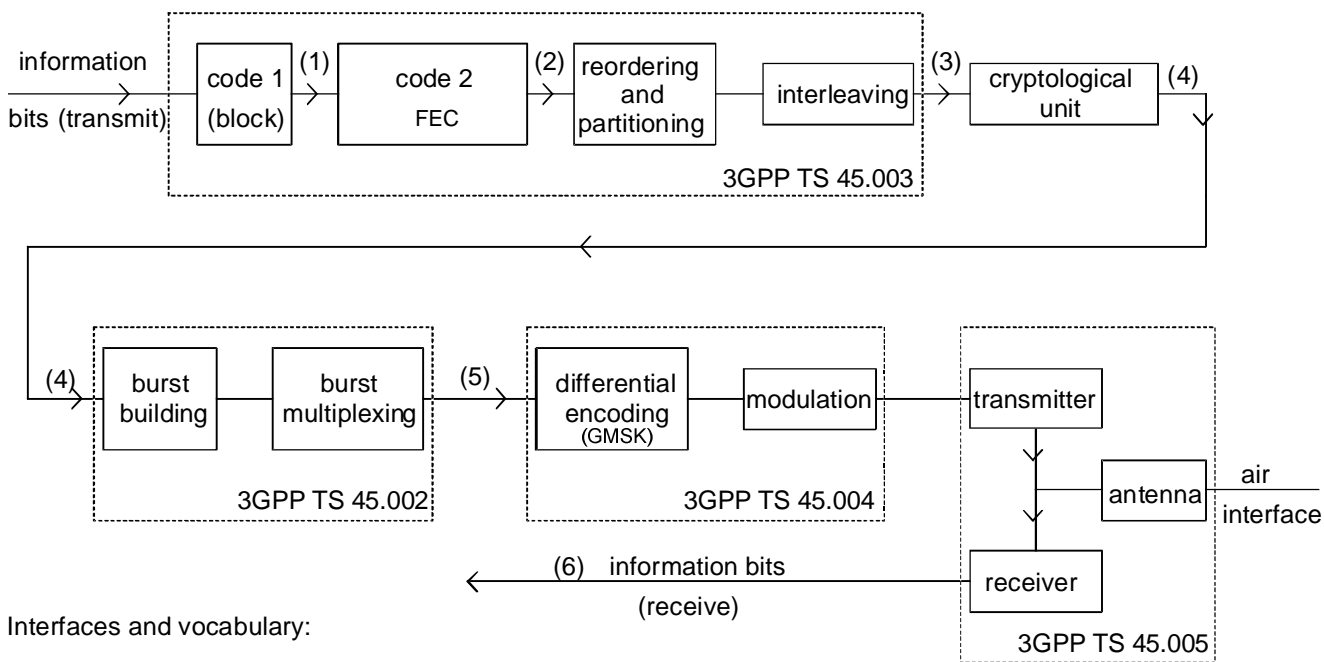 information
bits (transmit)
code 1
(block)
(1)
code 2
FEC
(2)
reordering
and
partitioning
interleaving
(3)
cryptological
unit
(4)
3GPP TS 45.003
(4)
burst
building
burst
multiplexing
(5)
differential
encoding
(GMSK)
modulation
transmitter
3GPP TS 45.002
3GPP TS 45.004
antenna
air
interface
(6) information bits
(receive)
receiver
Interfaces and vocabulary:
3GPP TS 45.005